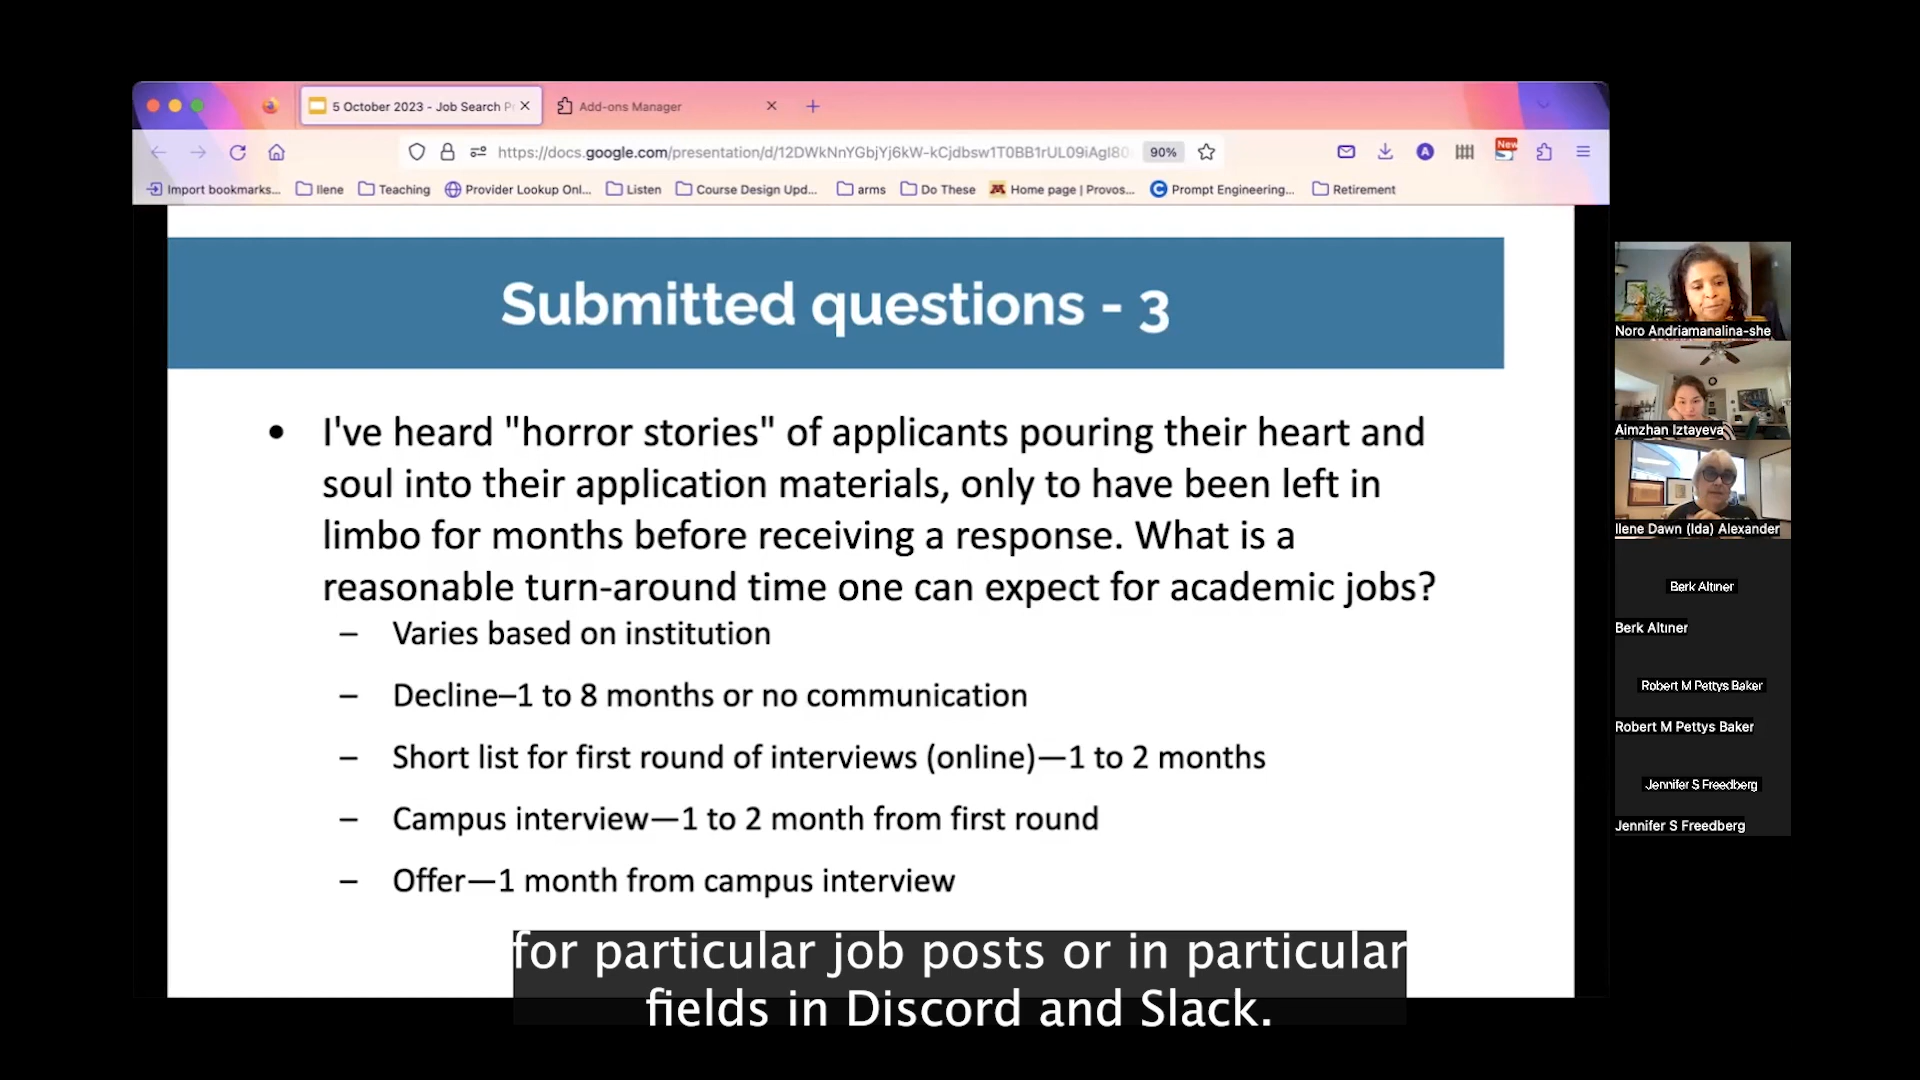 5 October 2023 - Job Search P
Add-ons Manager
https://docs.google.com/presentation/d/12DWkNnYGbjYj6kW-kCjdbsw1T0BB1rUL09iAgI80
90%
New
Import bookmarks...
Ilene
Teaching
Provider Lookup Onl...
Listen
Course Design Upd...
arms
Do These
Home page | Provos...
Prompt Engineering...
Retirement
Submitted questions - 3
• I've heard "horror stories" of applicants pouring their heart and
soul into their application materials, only to have been left in
limbo for months before receiving a response. What is a
reasonable turn-around time one can expect for academic jobs?
– Varies based on institution
– Decline–1 to 8 months or no communication
– Short list for first round of interviews (online)—1 to 2 months
– Campus interview—1 to 2 month from first round
– Offer—1 month from campus interview
for particular job posts or in particular
fields in Discord and Slack.
Noro Andriamanalina-she
Aimzhan Iztayeva
Ilene Dawn (Ida) Alexander
Berk Altıner
Berk Altıner
Robert M Pettys Baker
Robert M Pettys Baker
Jennifer S Freedberg
Jennifer S Freedberg